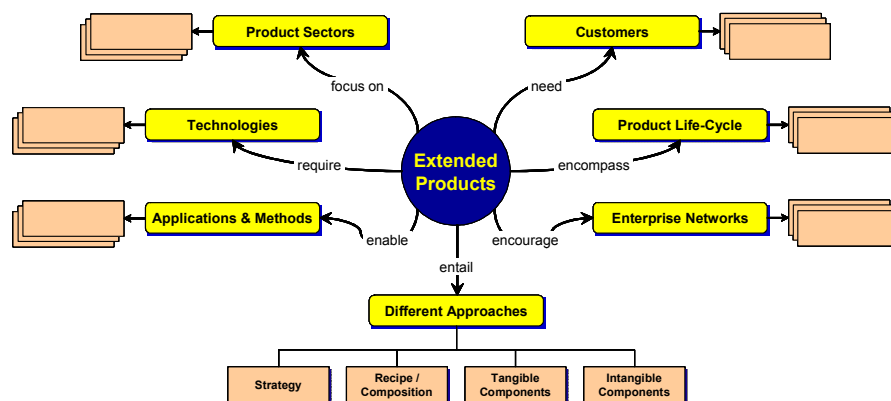 Product Sectors
Customers
focus on
need
Technologies
Product Life-Cycle
require
Extended
Products
encompass
Applications & Methods
Enterprise Networks
enable
encourage
entail
Different Approaches
Strategy
Recipe /
Composition
Tangible
Components
Intangible
Components